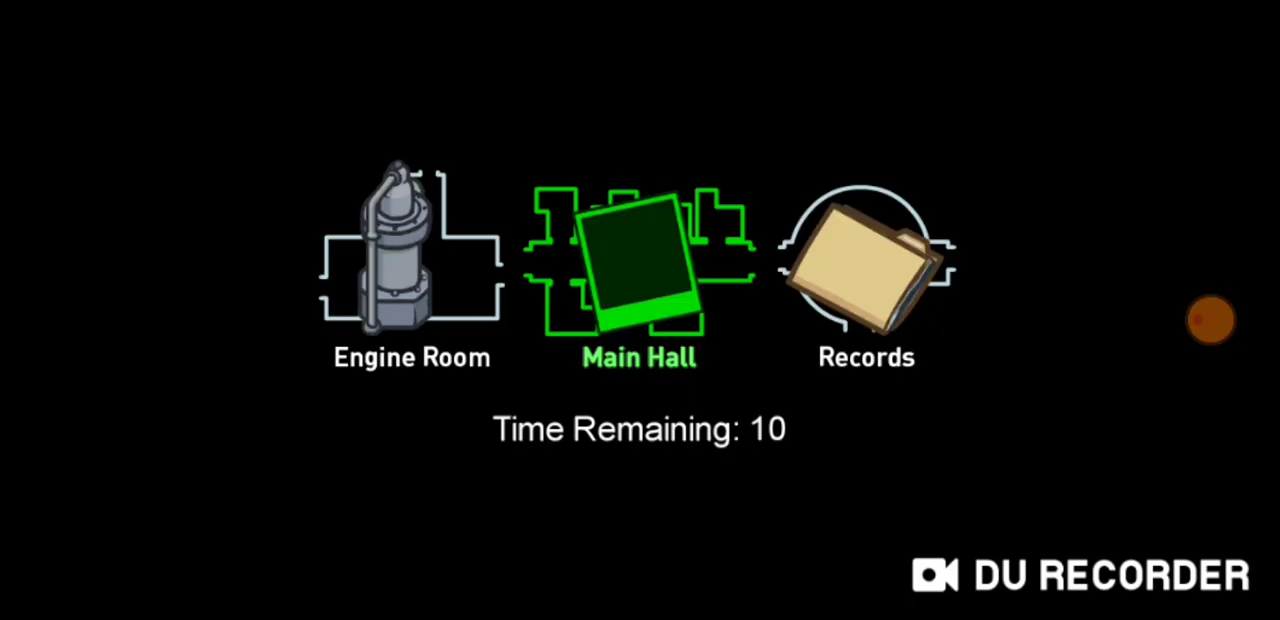 Engine Room
Main Hall
Records
Time Remaining: 10
DU RECORDER